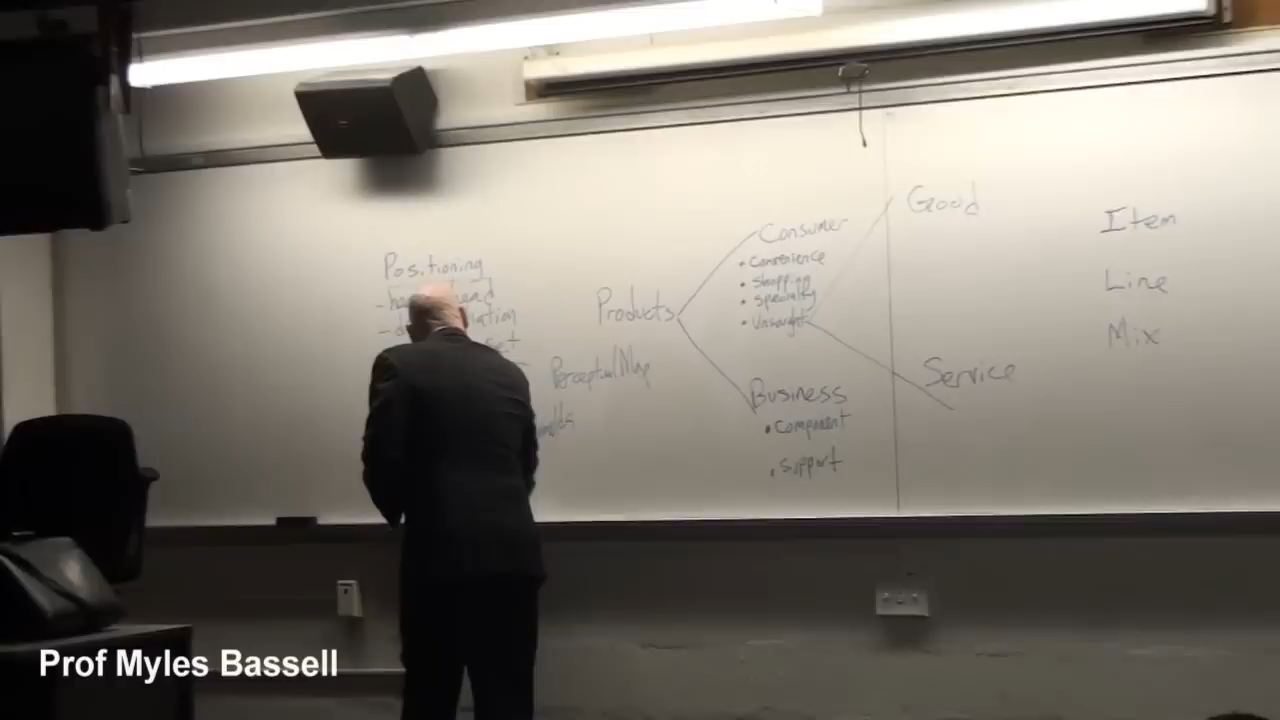 Positioning
- head
-
Perceptual Map
Products
Consumer
• Convenience
• Shopping
• Specialty
• Unsought
Business
• Component
• Support
Good
Service
Item
Line
Mix
Prof Myles Bassell